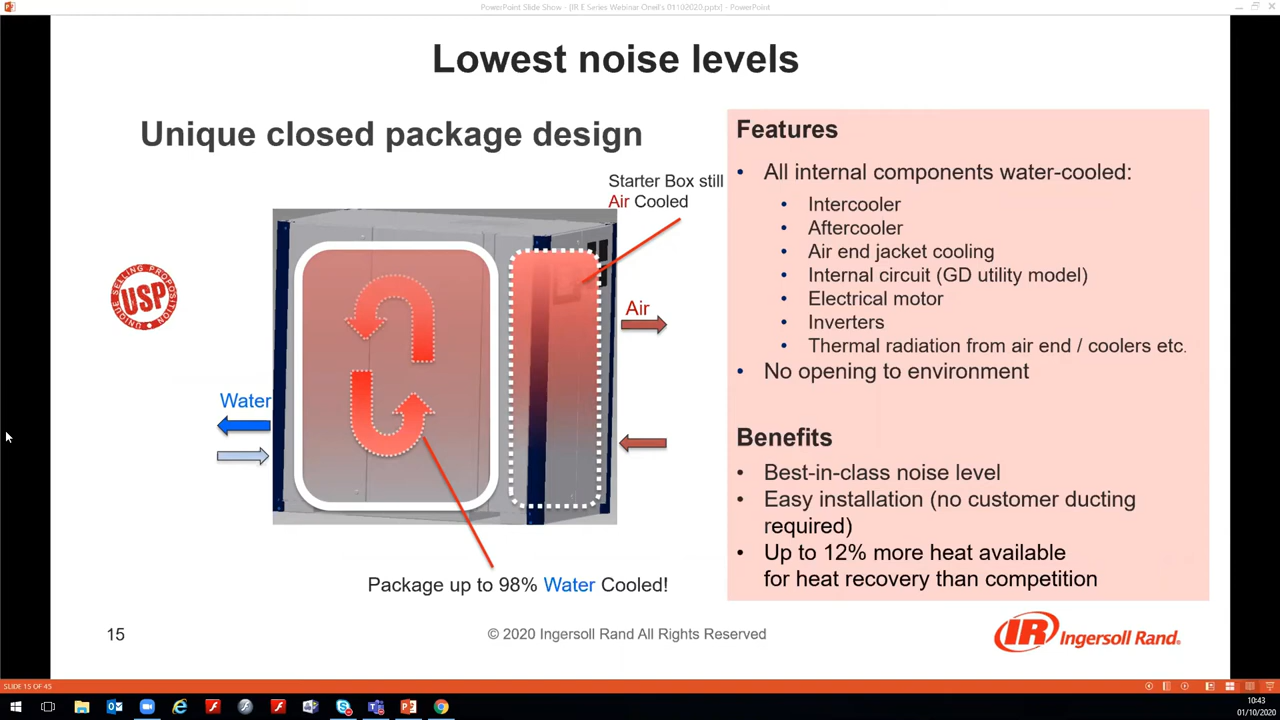 PowerPoint Slide Show - [IR E Series Webinar Oneil's 01102020.pptx] - PowerPoint
Lowest noise levels
Unique closed package design
Starter Box still
Air Cooled
UNIQUE SELLING PROPOSITION
USP
Air
Water
Package up to 98% Water Cooled!
Features
• All internal components water-cooled:
• Intercooler
• Aftercooler
• Air end jacket cooling
• Internal circuit (GD utility model)
• Electrical motor
• Inverters
• Thermal radiation from air end / coolers etc.
• No opening to environment
Benefits
• Best-in-class noise level
• Easy installation (no customer ducting
required)
• Up to 12% more heat available
for heat recovery than competition
15
© 2020 Ingersoll Rand All Rights Reserved
IR Ingersoll Rand.
SLIDE 15 OF 45
10:43
01/10/2020